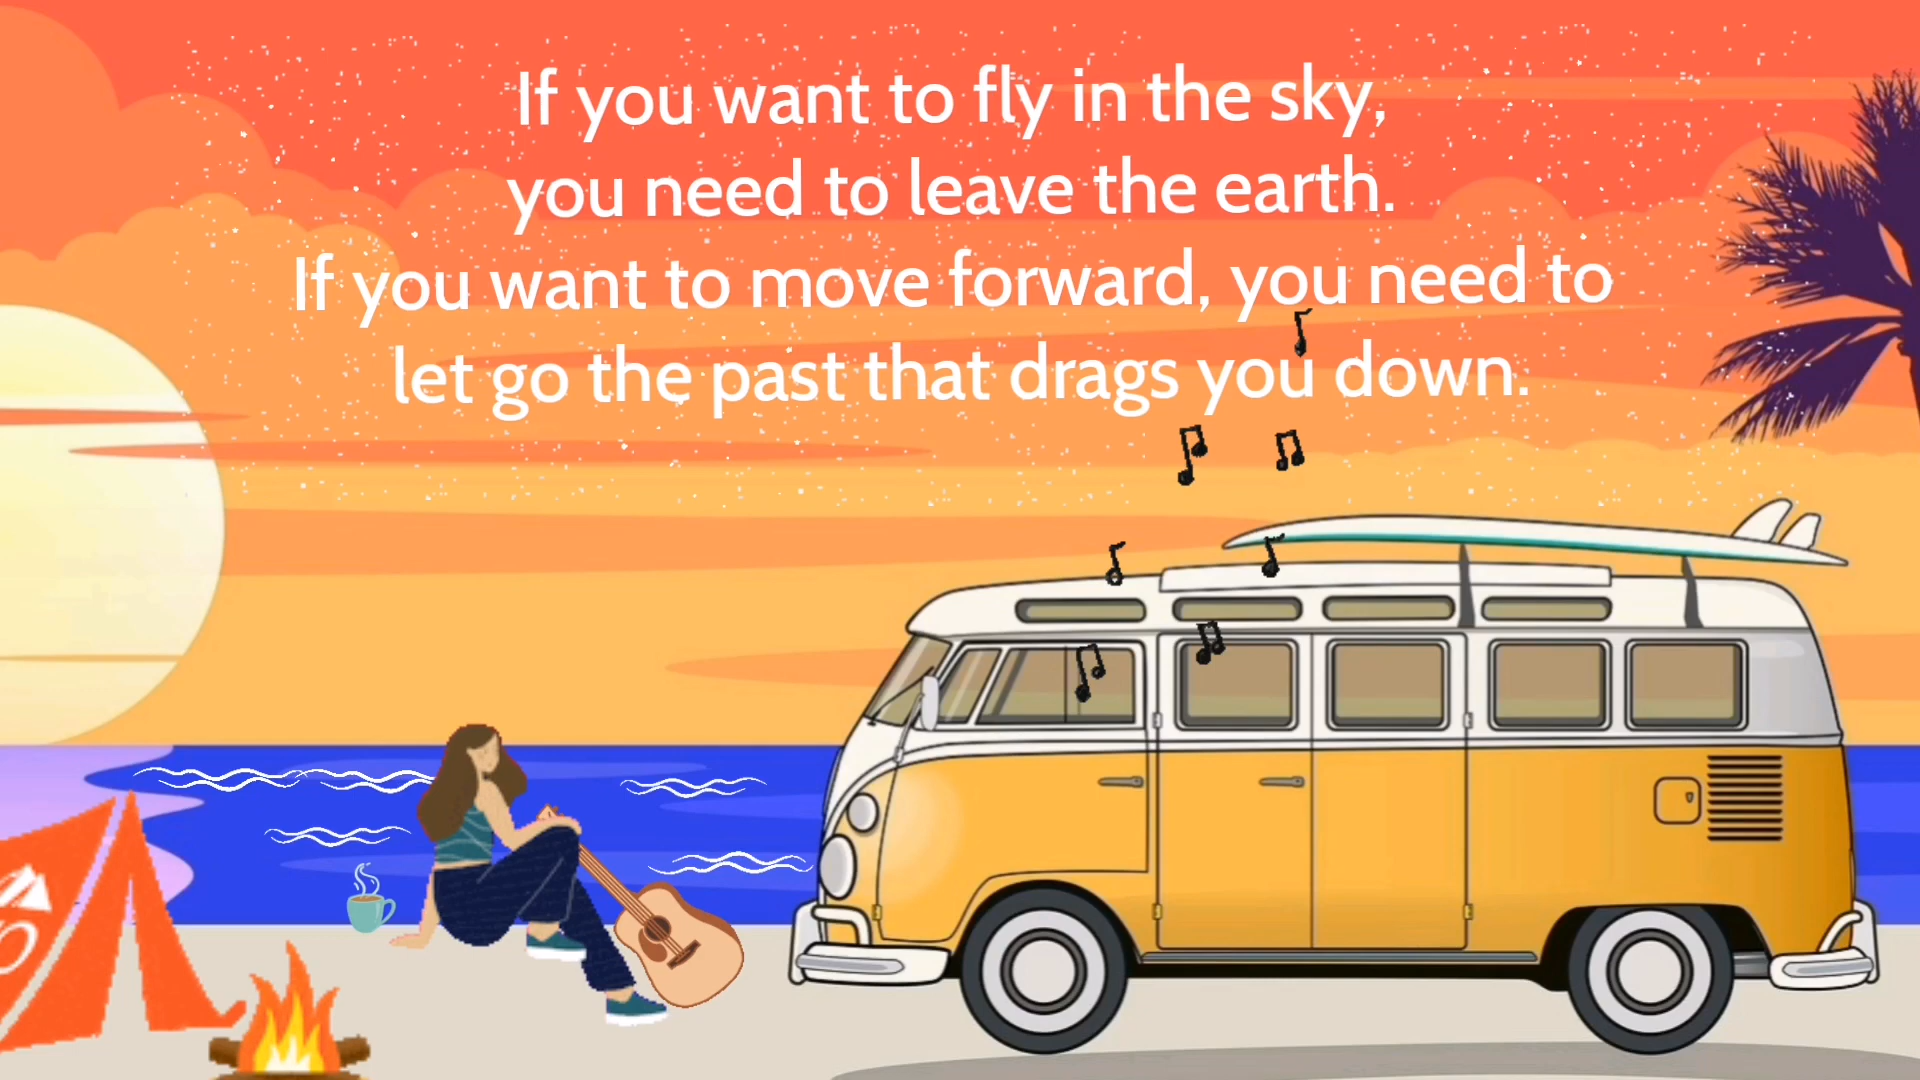 If you want to fly in the sky,
you need to leave the earth.
If you want to move forward, you need to
let go the past that drags you down.